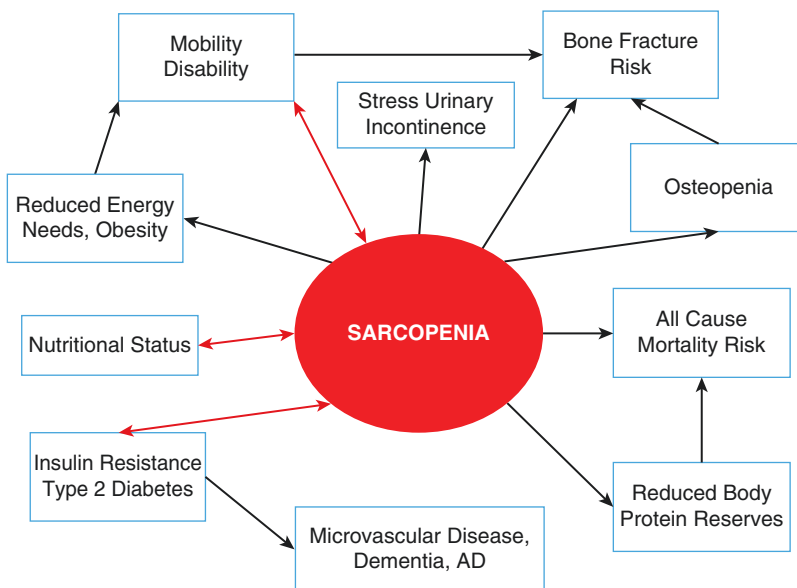 Mobility
Disability
Bone Fracture
Risk
Stress Urinary
Incontinence
Reduced Energy
Needs, Obesity
Osteopenia
SARCOPENIA
Nutritional Status
All Cause
Mortality Risk
Insulin Resistance
Type 2 Diabetes
Reduced Body
Protein Reserves
Microvascular Disease,
Dementia, AD